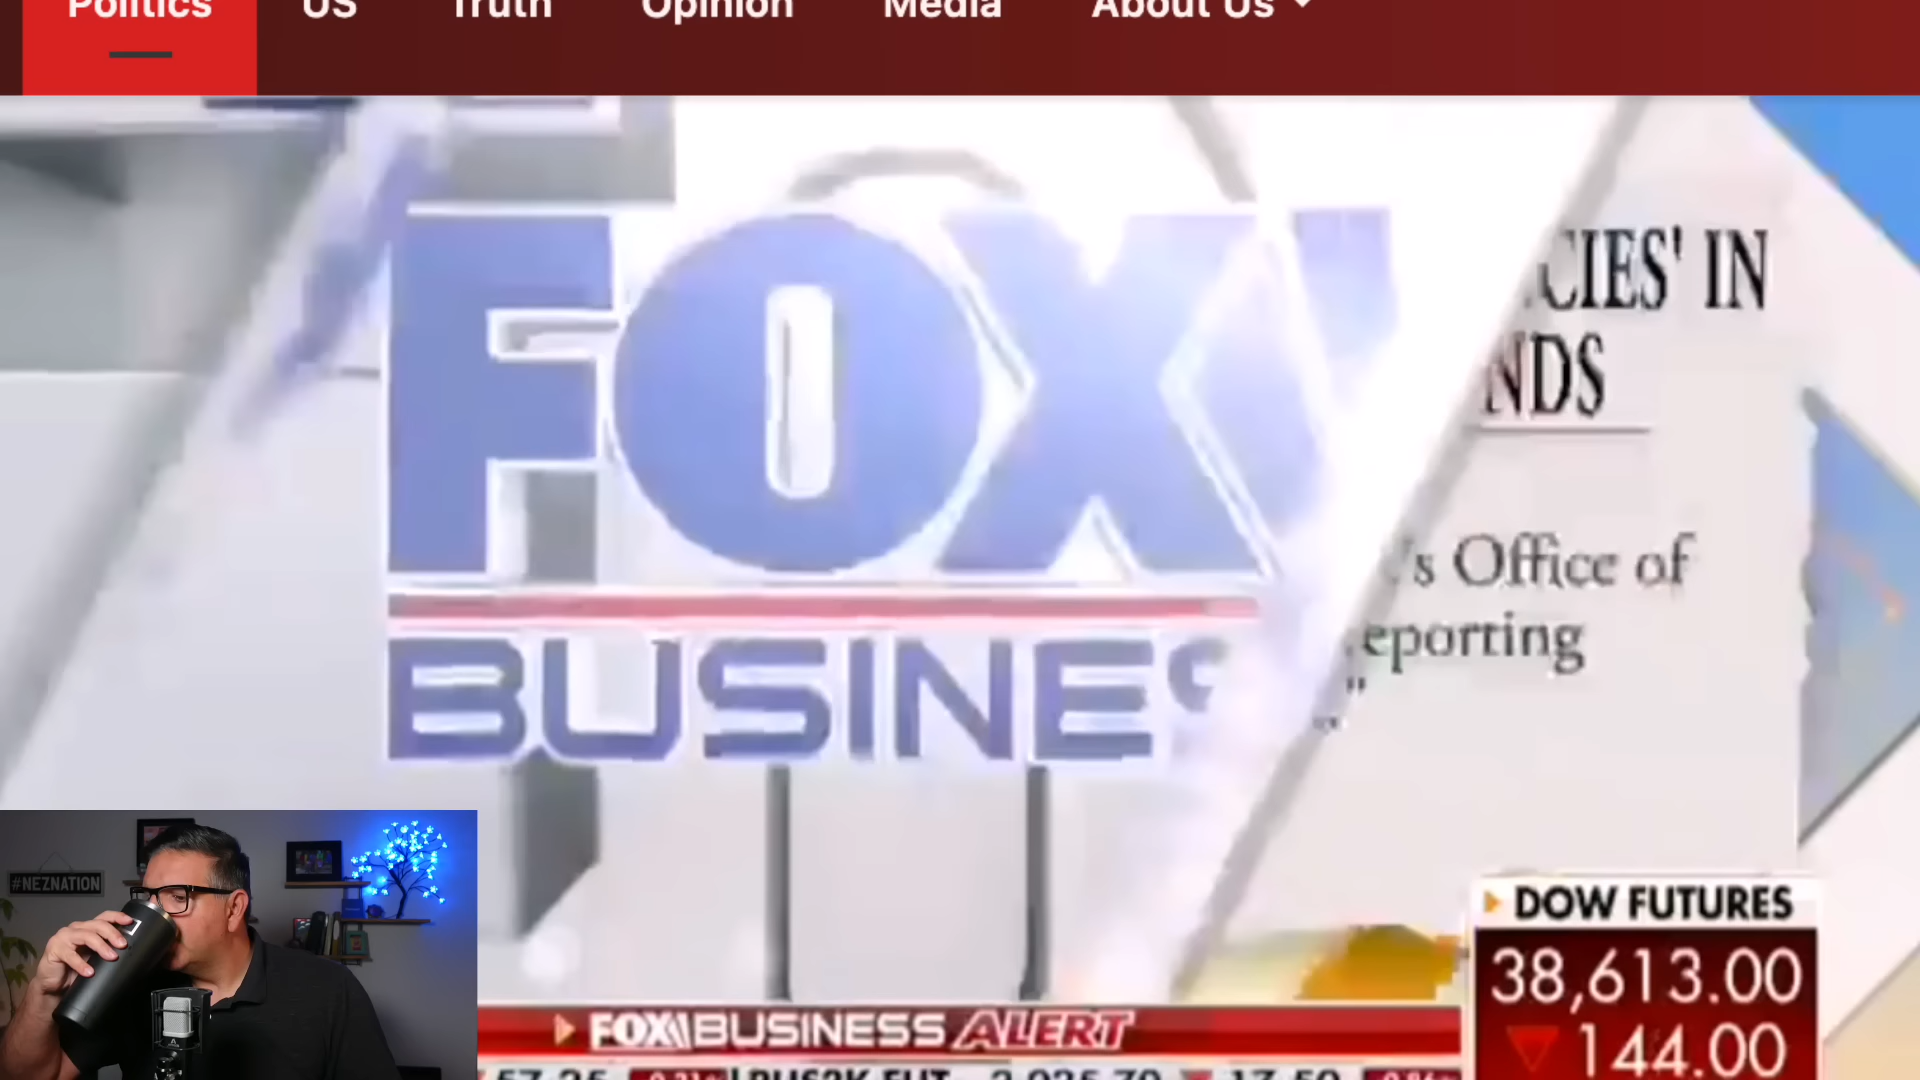 Politics US Truth Opinion Media About Us
FOX
BUSINES
CIES' IN
NDS
's Office of
eporting
"
#NEZNATION
DOW FUTURES
38,613.00
144.00
FOX BUSINESS ALERT